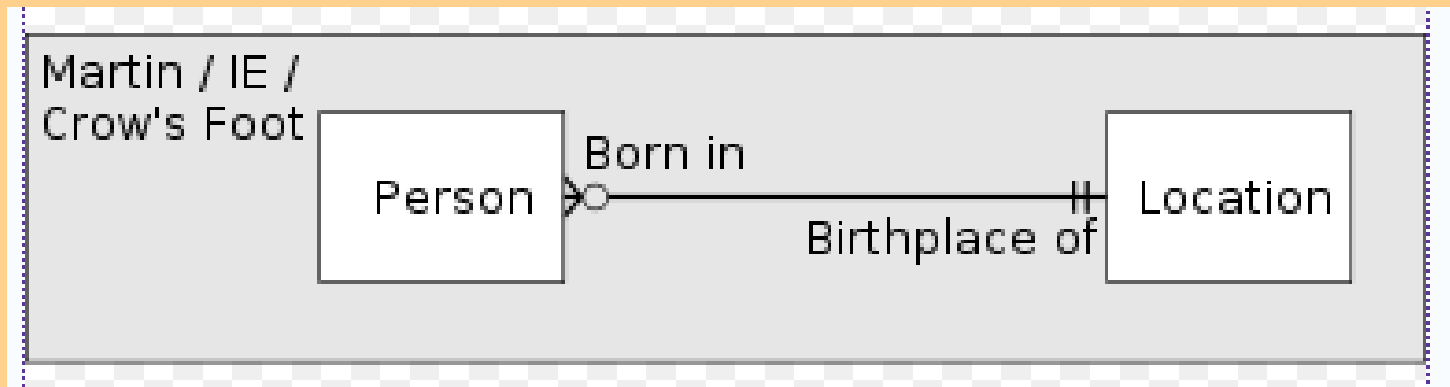 Martin / IE /
Crow's Foot
Born in
Person
Location
Birthplace of